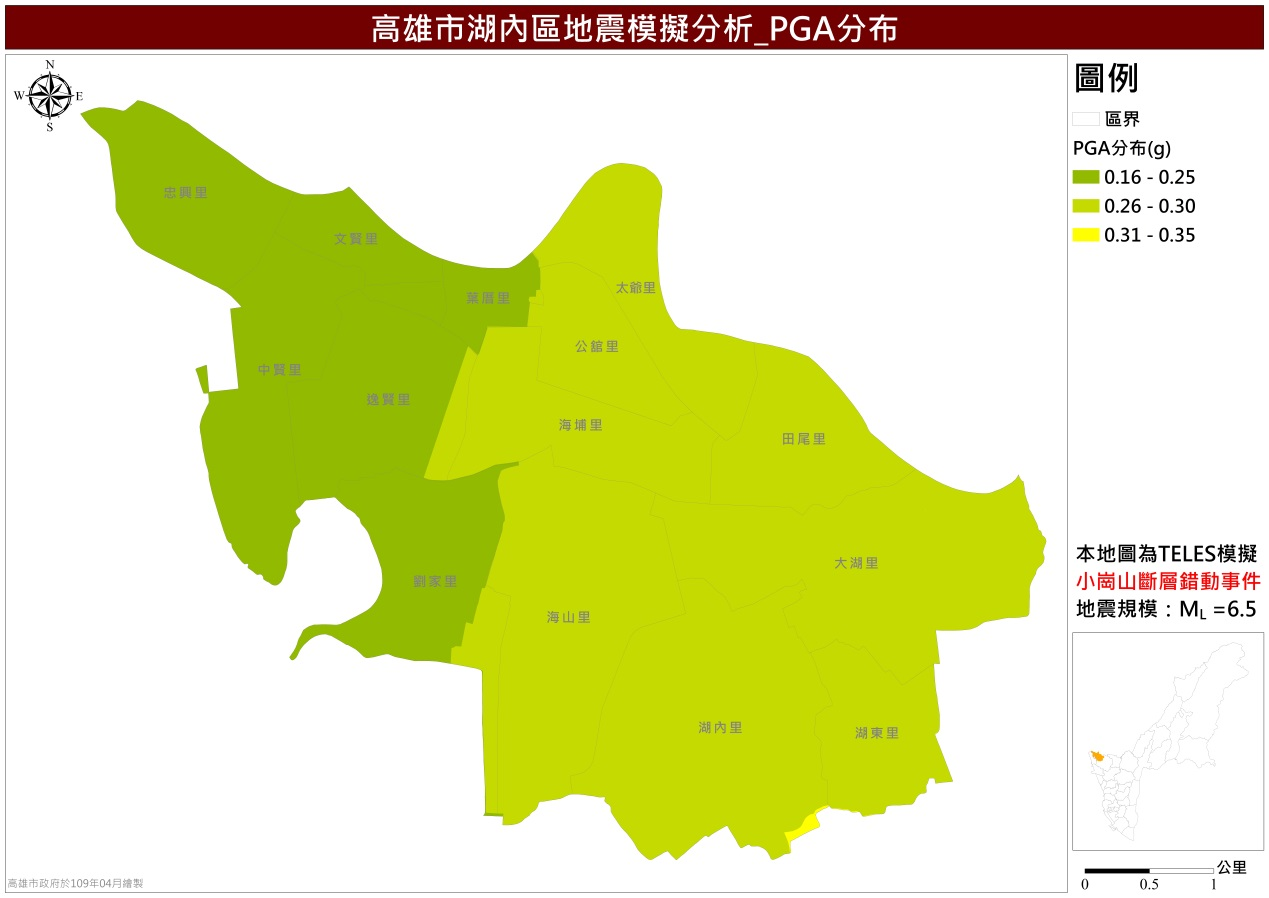 高雄市湖內區地震模擬分析_PGA分布
N
W
E
S
圖例
區界
PGA分布(g)
0.16 - 0.25
0.26 - 0.30
0.31 - 0.35
忠興里
文賢里
葉厝里
太爺里
公舘里
中賢里
逸賢里
海埔里
田尾里
大湖里
劉家里
海山里
湖內里
湖東里
本地圖為TELES模擬
小崗山斷層錯動事件
地震規模：ML =6.5
公里
0 0.5 1
高雄市政府於109年04月繪製